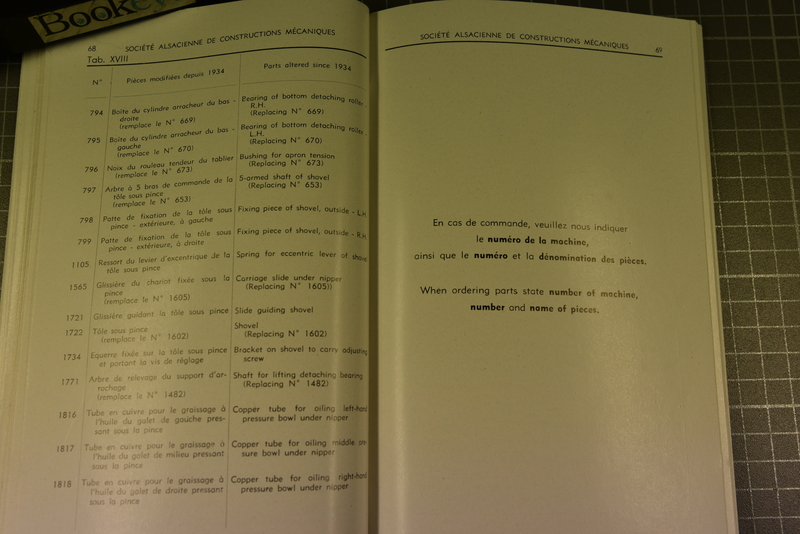 Booke
68
SOCIÉTÉ ALSACIENNE DE CONSTRUCTIONS MÉCANIQUES
Tab. XVIII
N°
Pièces modifiées depuis 1934
Parts altered since 1934
794
Boîte du cylindre arracheur du bas -
droite
(remplace le N° 669)
Bearing of bottom detaching roller -
R.H.
(Replacing N° 669)
795
Boîte du cylindre arracheur du bas -
gauche
(remplace le N° 670)
Bearing of bottom detaching roller -
L.H.
(Replacing N° 670)
796
Noix du rouleau tendeur du tablier
(remplace le N° 673)
Bushing for apron tension
(Replacing N° 673)
797
Arbre à 5 bras de commande de la
tôle sous pince
(remplace le N° 653)
5-armed shaft of shovel
(Replacing N° 653)
798
Patte de fixation de la tôle sous
pince - extérieure, à gauche
Fixing piece of shovel, outside - L.H.
799
Patte de fixation de la tôle sous
pince - extérieure, à droite
Fixing piece of shovel, outside - R.H.
1105
Ressort du levier d'excentrique de la
tôle sous pince
Spring for eccentric lever of shovel
1565
Glissière du chariot fixée sous la
pince
(remplace le N° 1605)
Carriage slide under nipper
(Replacing N° 1605))
1721
Glissière guidant la tôle sous pince
Slide guiding shovel
1722
Tôle sous pince
(remplace le N° 1602)
Shovel
(Replacing N° 1602)
1734
Equerre fixée sur la tôle sous pince
et portant la vis de réglage
Bracket on shovel to carry adjusting
screw
1771
Arbre de relevage du support d'ar-
rachage
(remplace le N° 1482)
Shaft for lifting detaching bearing
(Replacing N° 1482)
1816
Tube en cuivre pour le graissage à
l'huile du galet de gauche pres-
sant sous la pince
Copper tube for oiling left-hand
pressure bowl under nipper
1817
Tube en cuivre pour le graissage à
l'huile du galet de milieu pressant
sous la pince
Copper tube for oiling middle pres-
sure bowl under nipper
1818
Tube en cuivre pour le graissage à
l'huile du galet de droite pressant
sous la pince
Copper tube for oiling right-hand
pressure bowl under nipper
SOCIÉTÉ ALSACIENNE DE CONSTRUCTIONS MÉCANIQUES
69
En cas de commande, veuillez nous indiquer
le numéro de la machine,
ainsi que le numéro et la dénomination des pièces.
When ordering parts state number of machine,
number and name of pieces.